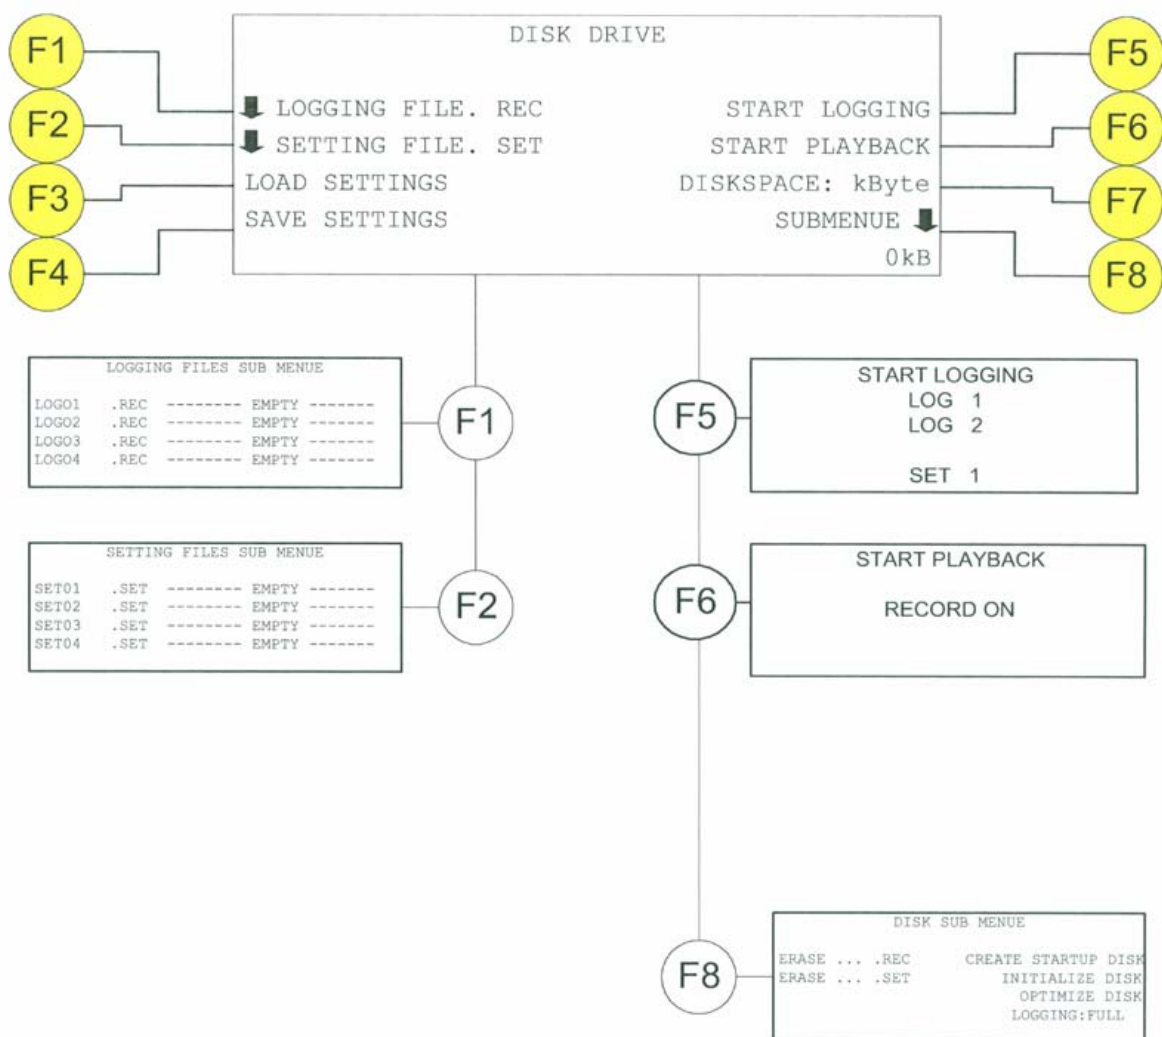 DISK DRIVE
F1
F2
F3
F4
LOGGING FILE. REC
SETTING FILE. SET
LOAD SETTINGS
SAVE SETTINGS
START LOGGING
START PLAYBACK
DISKSPACE: kByte
SUBMENUE
0kB
F5
F6
F7
F8
LOGGING FILES SUB MENUE
LOGO1 .REC -------- EMPTY -------
LOGO2 .REC -------- EMPTY -------
LOGO3 .REC -------- EMPTY -------
LOGO4 .REC -------- EMPTY -------
F1
SETTING FILES SUB MENUE
SET01 .SET -------- EMPTY -------
SET02 .SET -------- EMPTY -------
SET03 .SET -------- EMPTY -------
SET04 .SET -------- EMPTY -------
F2
F5
START LOGGING
LOG 1
LOG 2
SET 1
F6
START PLAYBACK
RECORD ON
F8
DISK SUB MENUE
ERASE ... .REC CREATE STARTUP DISK
ERASE ... .SET INITIALIZE DISK
OPTIMIZE DISK
LOGGING:FULL